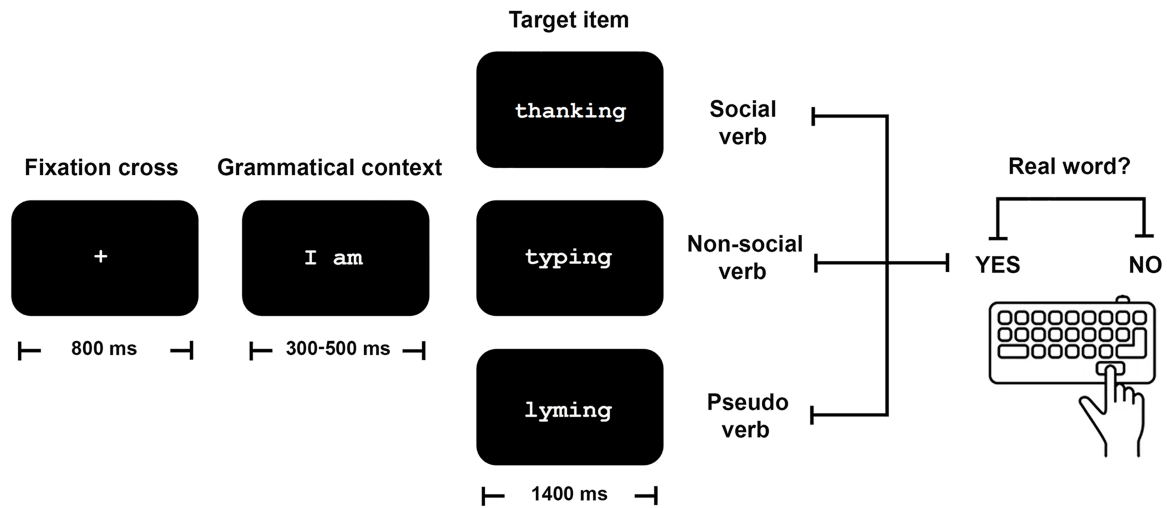 Target item
thanking
Social
verb
Fixation cross
Grammatical context
Real word?
+
I am
typing
Non-social
verb
YES
NO
800 ms
300-500 ms
lyming
Pseudo
verb
1400 ms